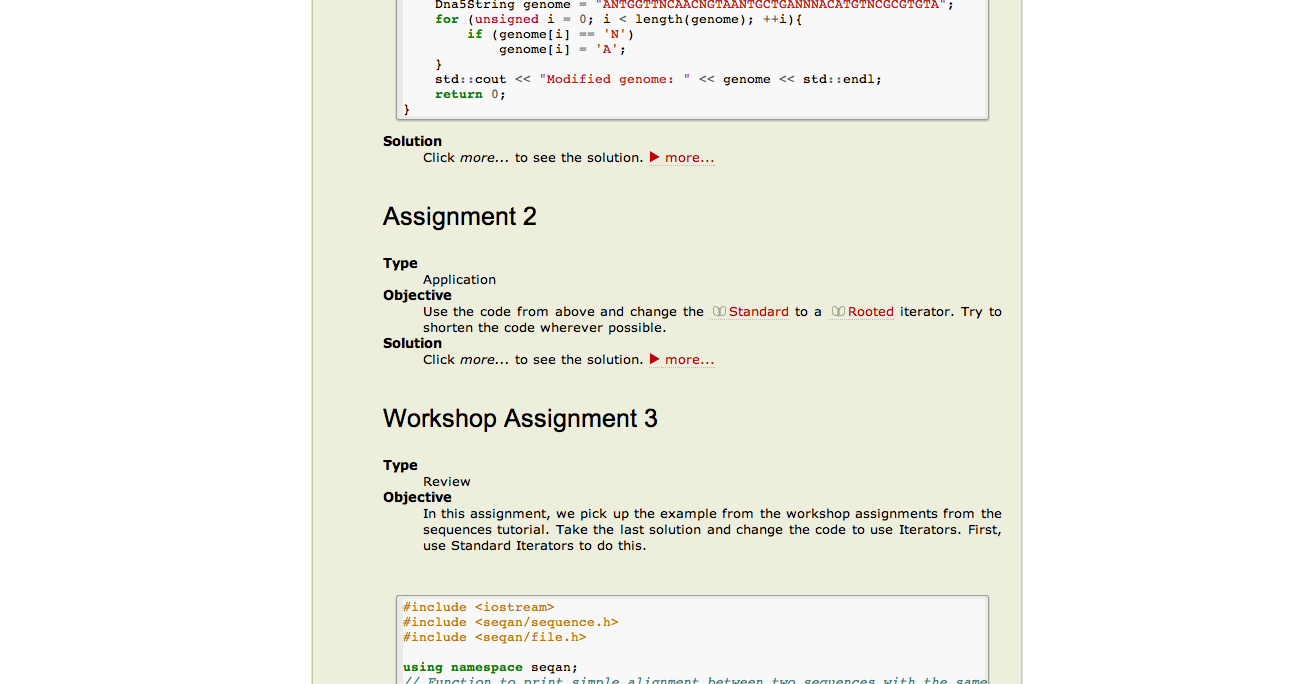 Dna5String genome = "ANTGGTTNCAACNGTAANTGCTGANNNACATGTNCGCGTGTA";
for (unsigned i = 0; i < length(genome); ++i){
if (genome[i] == 'N')
genome[i] = 'A';
}
std::cout << "Modified genome: " << genome << std::endl;
return 0;
}
Solution
Click more... to see the solution. ▶ more...
Assignment 2
Type
Application
Objective
Use the code from above and change the Standard to a Rooted iterator. Try to
shorten the code wherever possible.
Solution
Click more... to see the solution. ▶ more...
Workshop Assignment 3
Type
Review
Objective
In this assignment, we pick up the example from the workshop assignments from the
sequences tutorial. Take the last solution and change the code to use Iterators. First,
use Standard Iterators to do this.
#include <iostream>
#include <seqan/sequence.h>
#include <seqan/file.h>
using namespace seqan;
// Function to print simple alignment between two sequences with the same